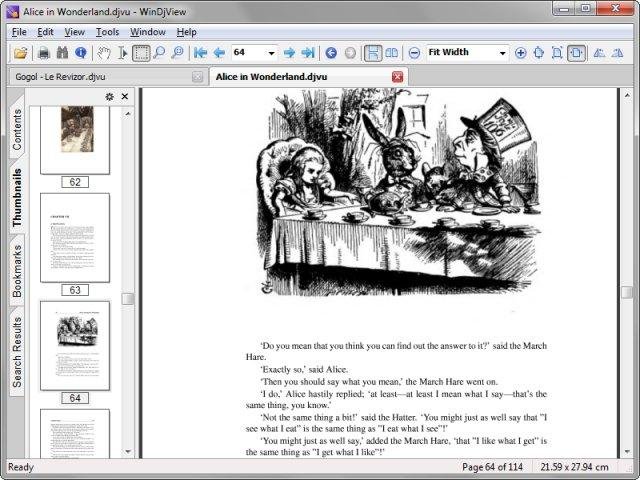 Alice in Wonderland.djvu - WinDjView
File Edit View Tools Window Help
64 Fit Width
Gogol - Le Revizor.djvu Alice in Wonderland.djvu
Contents
Thumbnails
Bookmarks
Search Results
62
63
64
‘Do you mean that you think you can find out the answer to it?’ said the March
Hare.
‘Exactly so,’ said Alice.
‘Then you should say what you mean,’ the March Hare went on.
‘I do,’ Alice hastily replied; ‘at least—at least I mean what I say—that’s the
same thing, you know.’
‘Not the same thing a bit!’ said the Hatter. ‘You might just as well say that ”I
see what I eat” is the same thing as ”I eat what I see”!’
‘You might just as well say,’ added the March Hare, ‘that ”I like what I get” is
the same thing as ”I get what I like”!’
Ready Page 64 of 114 21.59 x 27.94 cm